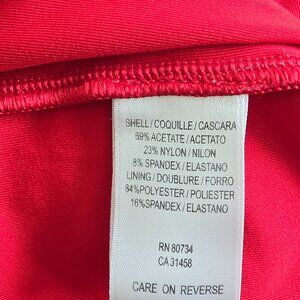 SHELL/COQUILLE/CASCARA
69% ACETATE/ACETATO
23% NYLON/NILON
8% SPANDEX/ELASTANO
LINING/DOUBLURE/FORRO
84%POLYESTER/POLIESTER
16%SPANDEX/ELASTANO
RN 80734
CA 31458
CARE ON REVERSE